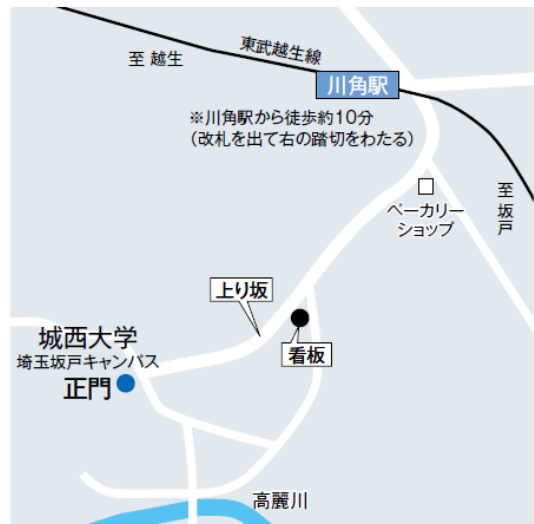 東武越生線
至 越生
川角駅
※川角駅から徒歩約10分
（改札を出て右の踏切をわたる）
至坂戸
ベーカリー
ショップ
上り坂
看板
城西大学
埼玉坂戸キャンパス
正門
高麗川